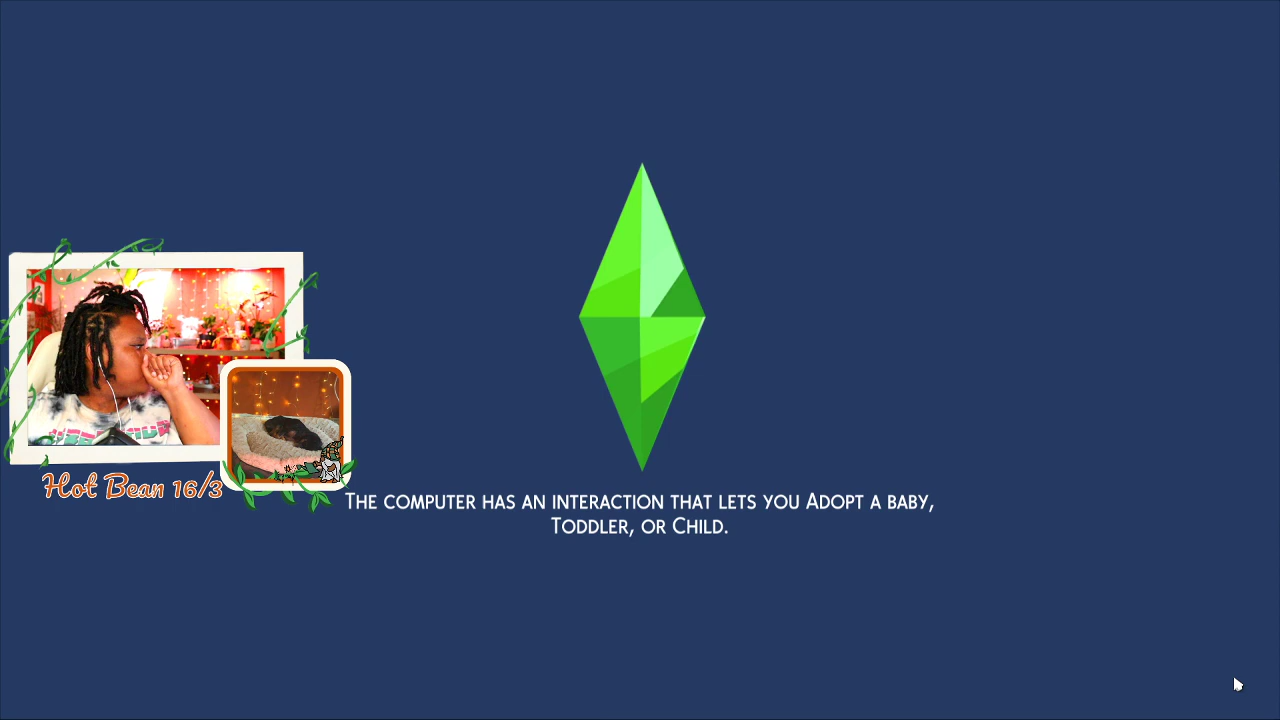 Hot Bean 16/3
THE COMPUTER HAS AN INTERACTION THAT LETS YOU ADOPT A BABY,
TODDLER, OR CHILD.